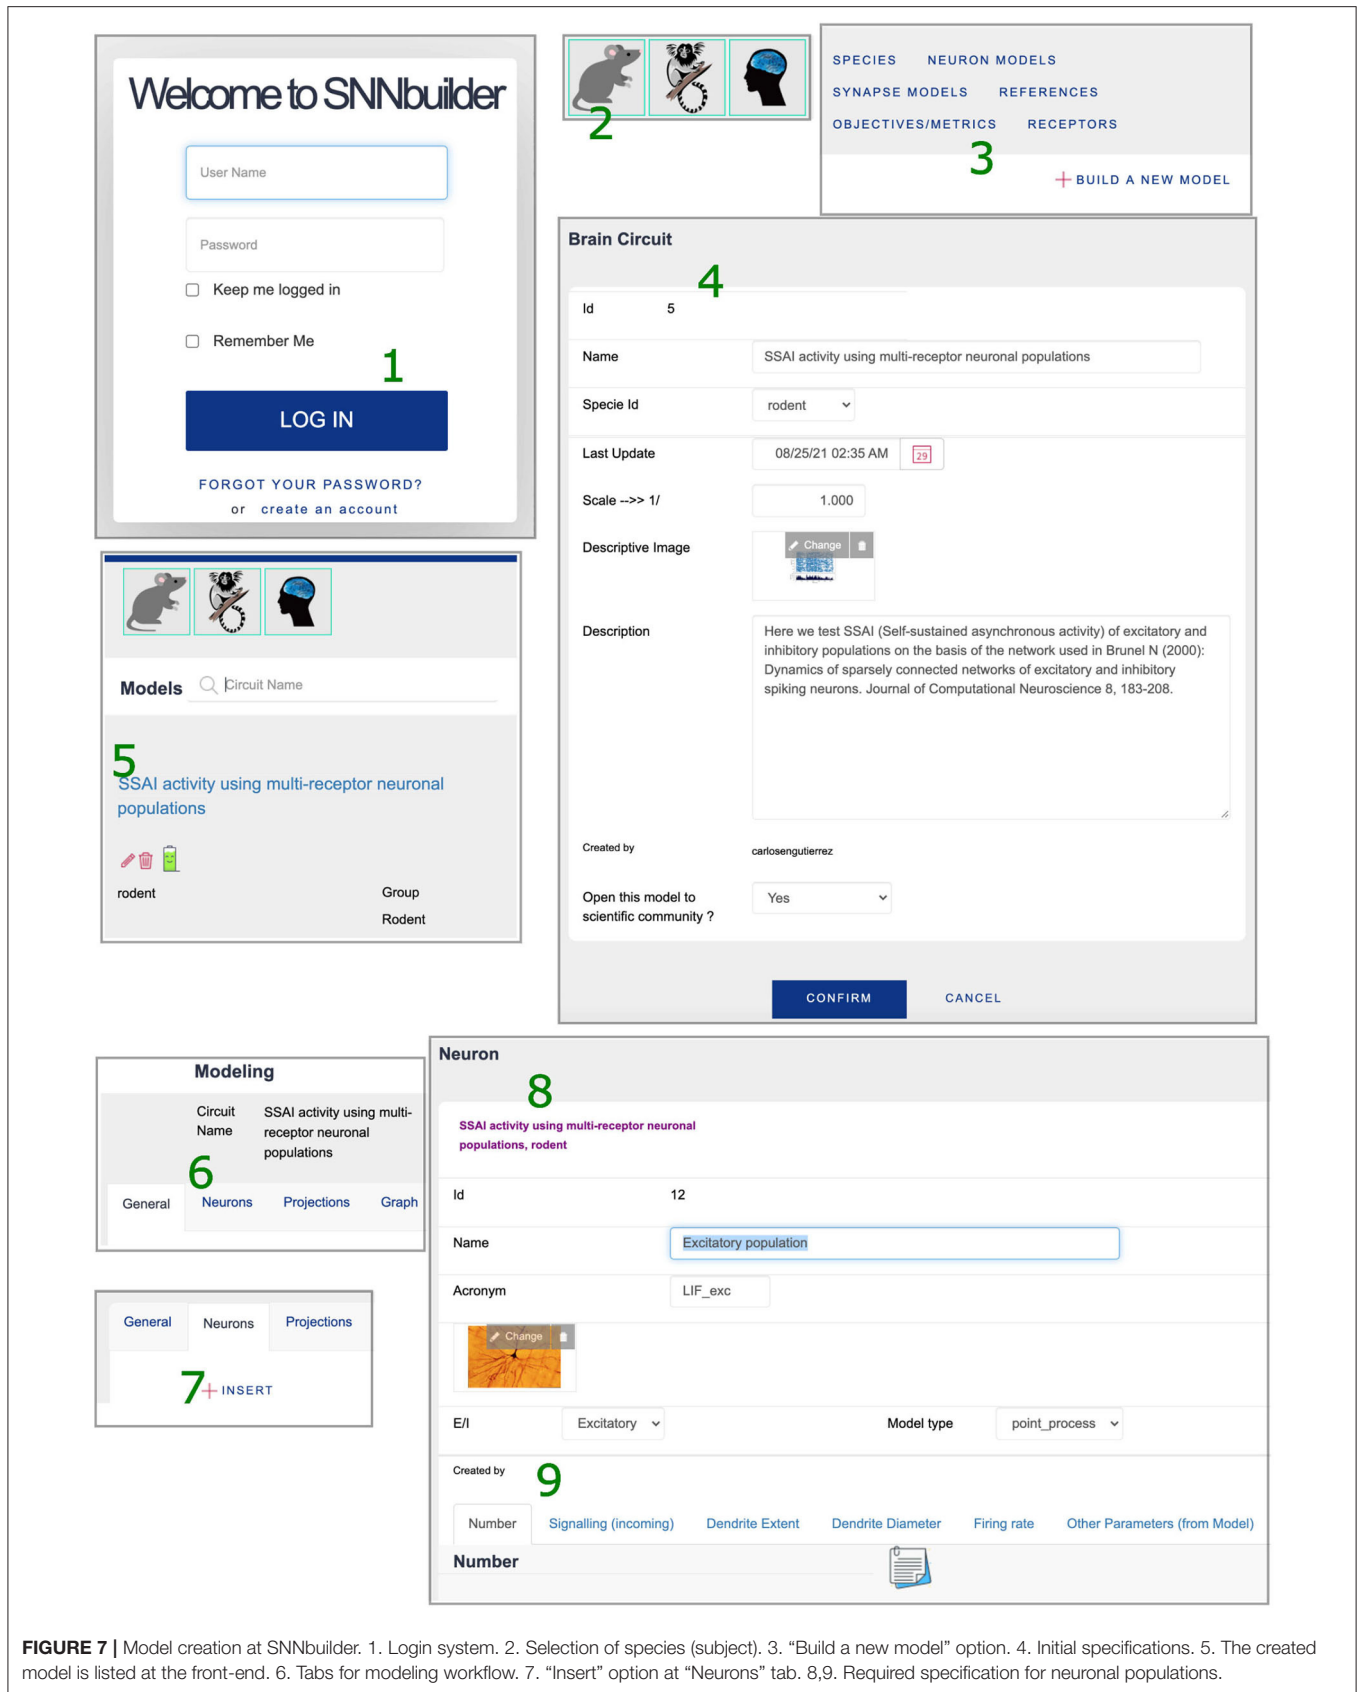 Welcome to SNNbuilder
User Name
Password
Keep me logged in
Remember Me
1
LOG IN
FORGOT YOUR PASSWORD?
or create an account
2
SPECIES NEURON MODELS
SYNAPSE MODELS REFERENCES
OBJECTIVES/METRICS RECEPTORS
3
+ BUILD A NEW MODEL
Brain Circuit
4
Id 5
Name SSAI activity using multi-receptor neuronal populations
Specie Id rodent
Last Update 08/25/21 02:35 AM 29
Scale -->> 1/ 1.000
Descriptive Image Change
Description Here we test SSAI (Self-sustained asynchronous activity) of excitatory and
inhibitory populations on the basis of the network used in Brunel N (2000):
Dynamics of sparsely connected networks of excitatory and inhibitory
spiking neurons. Journal of Computational Neuroscience 8, 183-208.
Created by carlosengutierrez
Open this model to
scientific community ? Yes
CONFIRM CANCEL
Models Circuit Name
5
SSAI activity using multi-receptor neuronal
populations
rodent Group
Rodent
Modeling
Circuit Name SSAI activity using multi-
receptor neuronal
populations
6
General Neurons Projections Graph
General Neurons Projections
7
+ INSERT
Neuron
8
SSAI activity using multi-receptor neuronal
populations, rodent
Id 12
Name Excitatory population
Acronym LIF_exc
Change
E/I Excitatory Model type point_process
Created by
9
Number Signalling (incoming) Dendrite Extent Dendrite Diameter Firing rate Other Parameters (from Model)
Number
FIGURE 7 | Model creation at SNNbuilder. 1. Login system. 2. Selection of species (subject). 3. “Build a new model” option. 4. Initial specifications. 5. The created
model is listed at the front-end. 6. Tabs for modeling workflow. 7. “Insert” option at “Neurons” tab. 8,9. Required specification for neuronal populations.